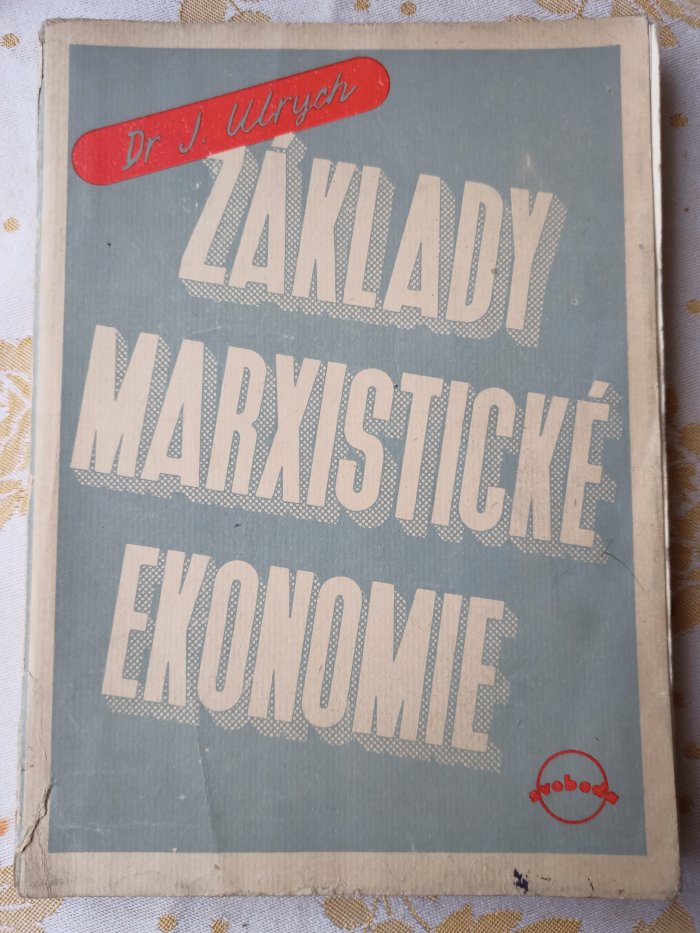 Dr J. Ulrych
ZÁKLADY
MARXISTICKÉ
EKONOMIE
svoboda